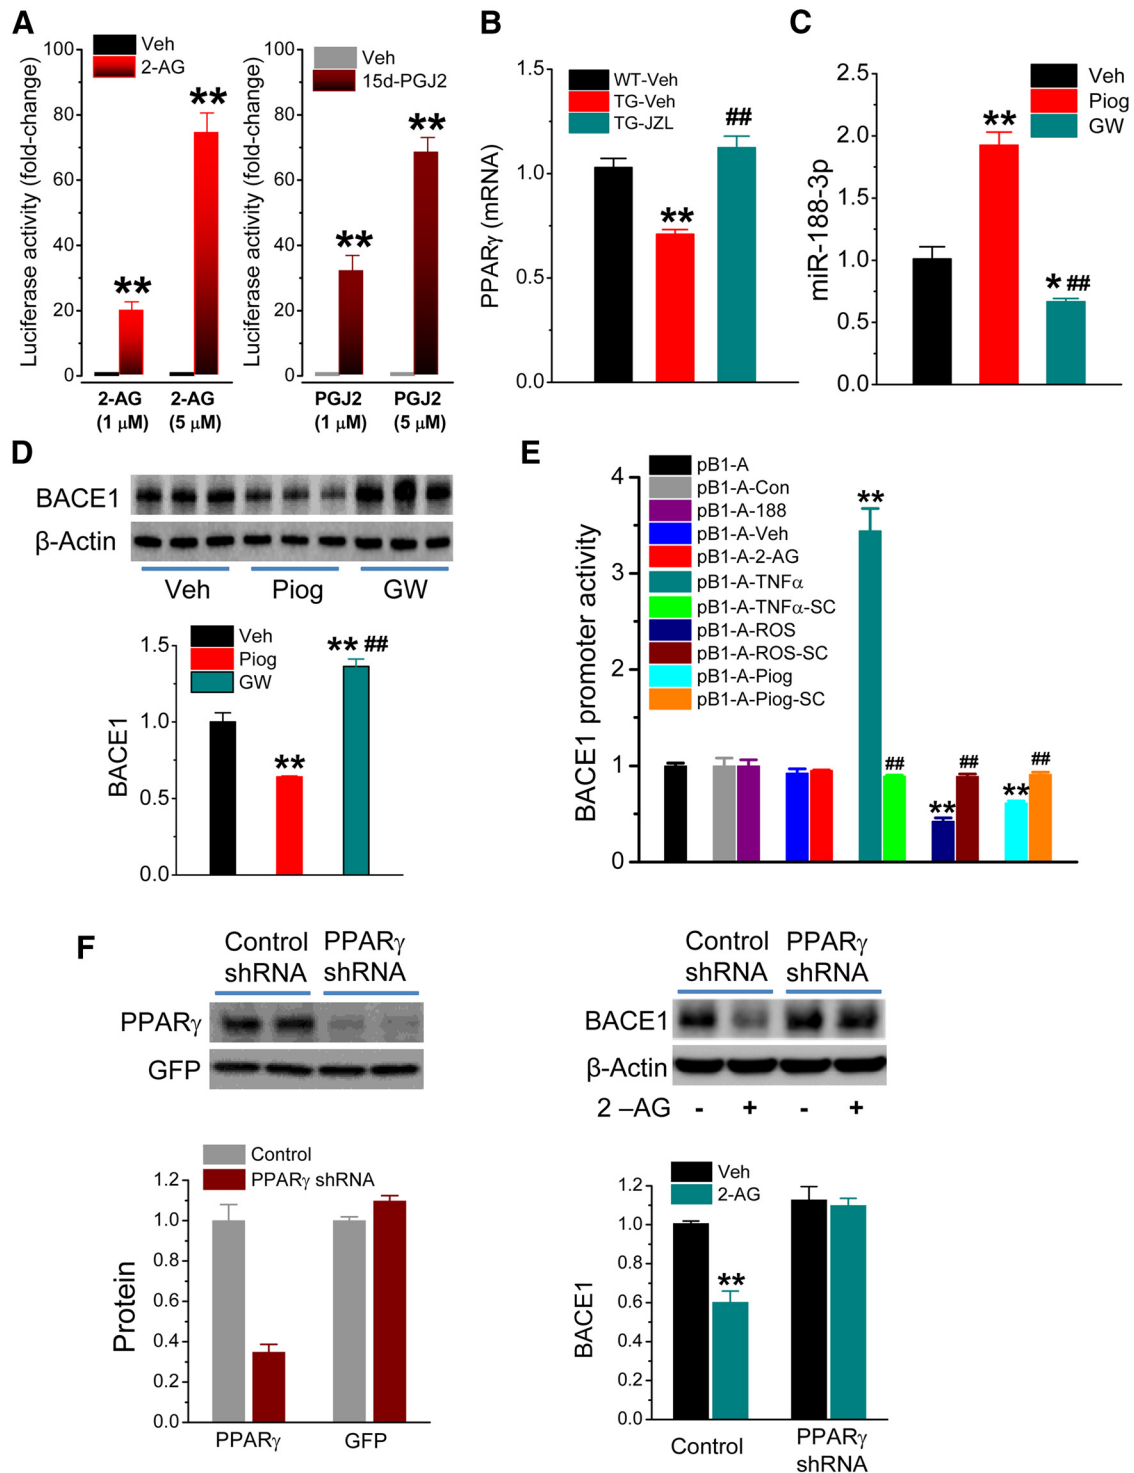 A
Luciferase activity (fold-change)
100
80
60
40
20
0
Veh
2-AG
**
**
2-AG
(1 μM)
2-AG
(5 μM)
Luciferase activity (fold-change)
100
80
60
40
20
0
Veh
15d-PGJ2
**
**
PGJ2
(1 μM)
PGJ2
(5 μM)
B
PPARγ (mRNA)
1.5
1.0
0.5
0.0
WT-Veh
TG-Veh
TG-JZL
**
##
C
miR-188-3p
2.5
2.0
1.5
1.0
0.5
0.0
Veh
Piog
GW
**
* ##
D
BACE1
β-Actin
Veh
Piog
GW
BACE1
1.5
1.0
0.5
0.0
Veh
Piog
GW
**
** ##
E
BACE1 promoter activity
4
3
2
1
0
pB1-A
pB1-A-Con
pB1-A-188
pB1-A-Veh
pB1-A-2-AG
pB1-A-TNFα
pB1-A-TNFα-SC
pB1-A-ROS
pB1-A-ROS-SC
pB1-A-Piog
pB1-A-Piog-SC
**
##
**
##
**
##
F
Control
shRNA
PPARγ
shRNA
PPARγ
GFP
Control
PPARγ shRNA
Protein
1.2
1.0
0.8
0.6
0.4
0.2
0.0
PPARγ
GFP
Control
shRNA
PPARγ
shRNA
BACE1
β-Actin
2 –AG - + - +
Veh
2-AG
BACE1
1.2
1.0
0.8
0.6
0.4
0.2
0.0
**
Control
PPARγ
shRNA